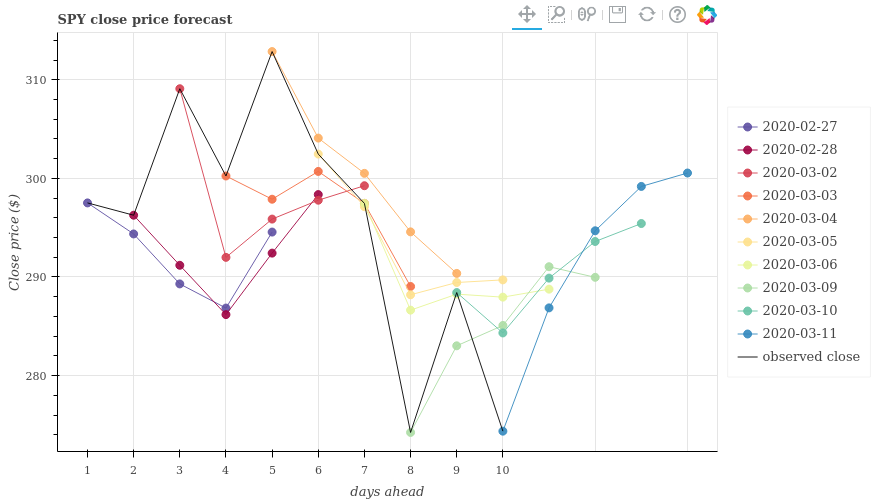 SPY close price forecast
310
300
290
280
Close price ($)
1 2 3 4 5 6 7 8 9 10
days ahead
2020-02-27
2020-02-28
2020-03-02
2020-03-03
2020-03-04
2020-03-05
2020-03-06
2020-03-09
2020-03-10
2020-03-11
observed close